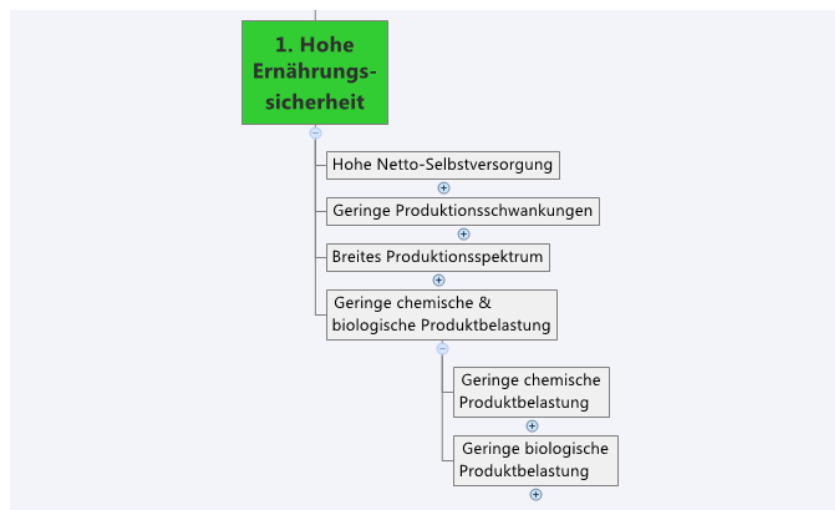 1. Hohe
Ernährungs-
sicherheit
Hohe Netto-Selbstversorgung
Geringe Produktionsschwankungen
Breites Produktionsspektrum
Geringe chemische &
biologische Produktbelastung
Geringe chemische
Produktbelastung
Geringe biologische
Produktbelastung